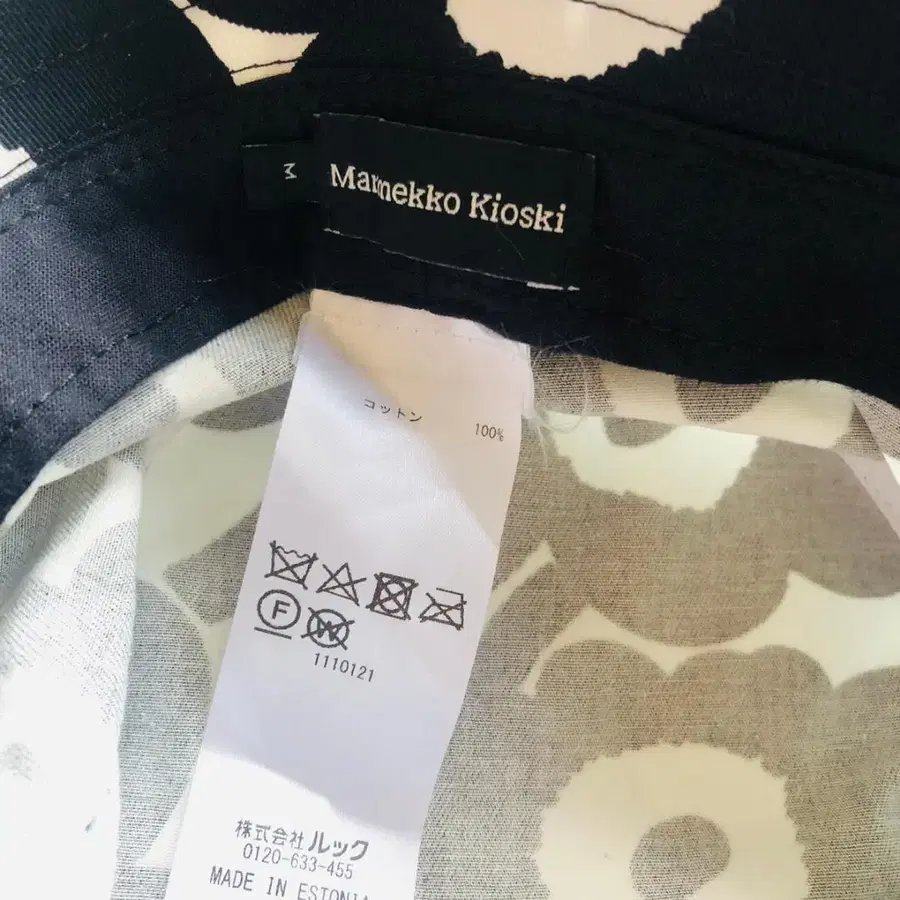 M
Marimekko Kioski
コットン
100%
F
W
1110121
株式会社 ルック
0120-633-455
MADE IN ESTONIA